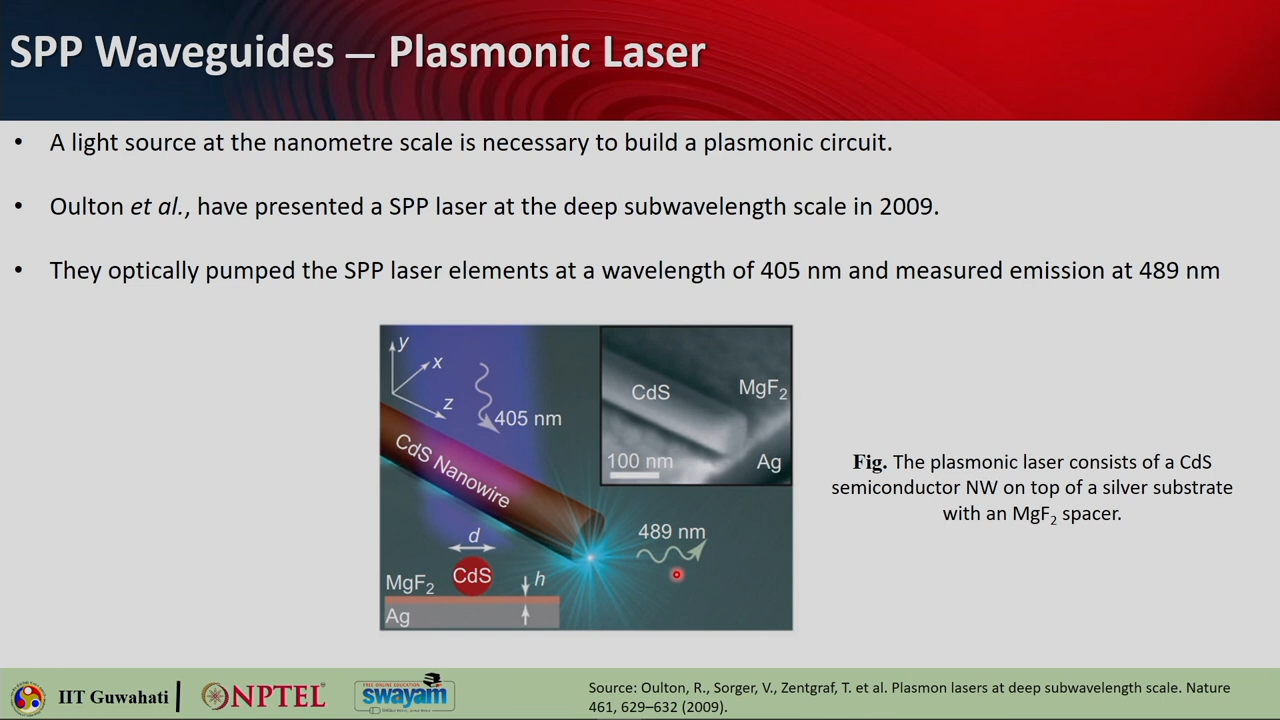 SPP Waveguides — Plasmonic Laser
• A light source at the nanometre scale is necessary to build a plasmonic circuit.
• Oulton et al., have presented a SPP laser at the deep subwavelength scale in 2009.
• They optically pumped the SPP laser elements at a wavelength of 405 nm and measured emission at 489 nm
y
x
z
405 nm
CdS Nanowire
CdS
MgF₂
100 nm
Ag
489 nm
d
MgF₂
CdS
h
Ag
Fig. The plasmonic laser consists of a CdS
semiconductor NW on top of a silver substrate
with an MgF₂ spacer.
IIT Guwahati
NPTEL
FREE ONLINE EDUCATION
swayam
Source: Oulton, R., Sorger, V., Zentgraf, T. et al. Plasmon lasers at deep subwavelength scale. Nature
461, 629–632 (2009).